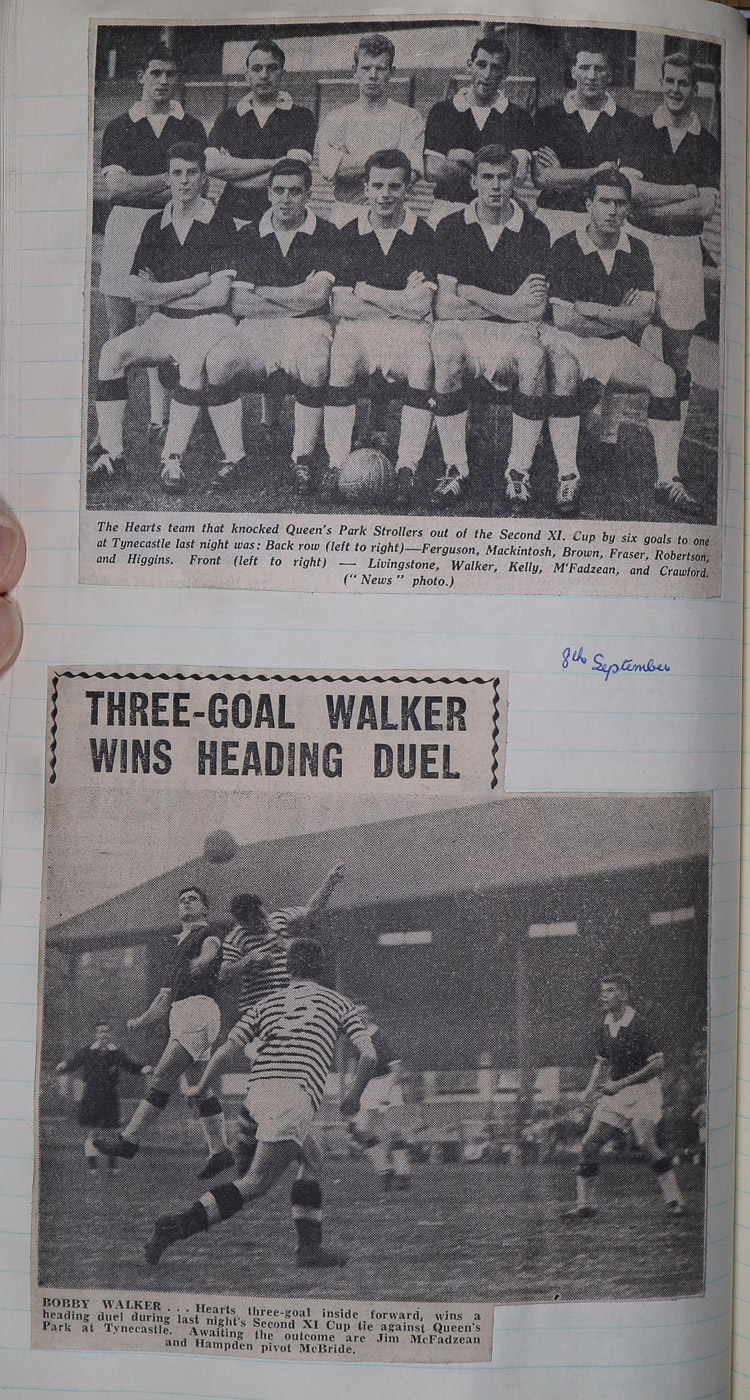 The Hearts team that knocked Queen's Park Strollers out of the Second XI. Cup by six goals to one
at Tynecastle last night was: Back row (left to right)—Ferguson, Mackintosh, Brown, Fraser, Robertson,
and Higgins. Front (left to right) — Livingstone, Walker, Kelly, M'Fadzean, and Crawford.
(" News " photo.)
8th September
THREE-GOAL WALKER
WINS HEADING DUEL
2
BOBBY WALKER . . . Hearts three-goal inside forward, wins a
heading duel during last night's Second XI Cup tie against Queen's
Park at Tynecastle. Awaiting the outcome are Jim McFadzean
and Hampden pivot McBride.